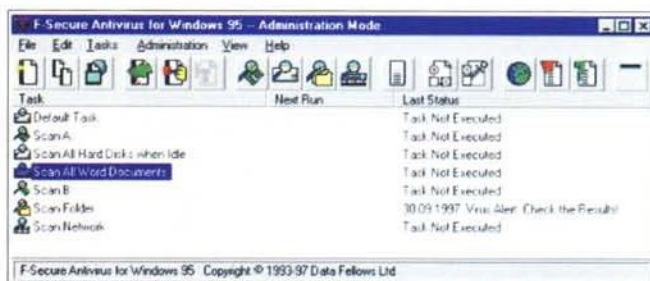 F-Secure Antivirus for Windows 95 -- Administration Mode
File Edit Tasks Administration View Help
Task Next Run Last Status
Default Task Task Not Executed
Scan A Task Not Executed
Scan All Hard Disks when Idle Task Not Executed
Scan All Word Documents Task Not Executed
Scan B Task Not Executed
Scan Folder 30.09.1997 Virus Alert. Check the Results!
Scan Network Task Not Executed
F-Secure Antivirus for Windows 95 Copyright © 1993-97 Data Fellows Ltd